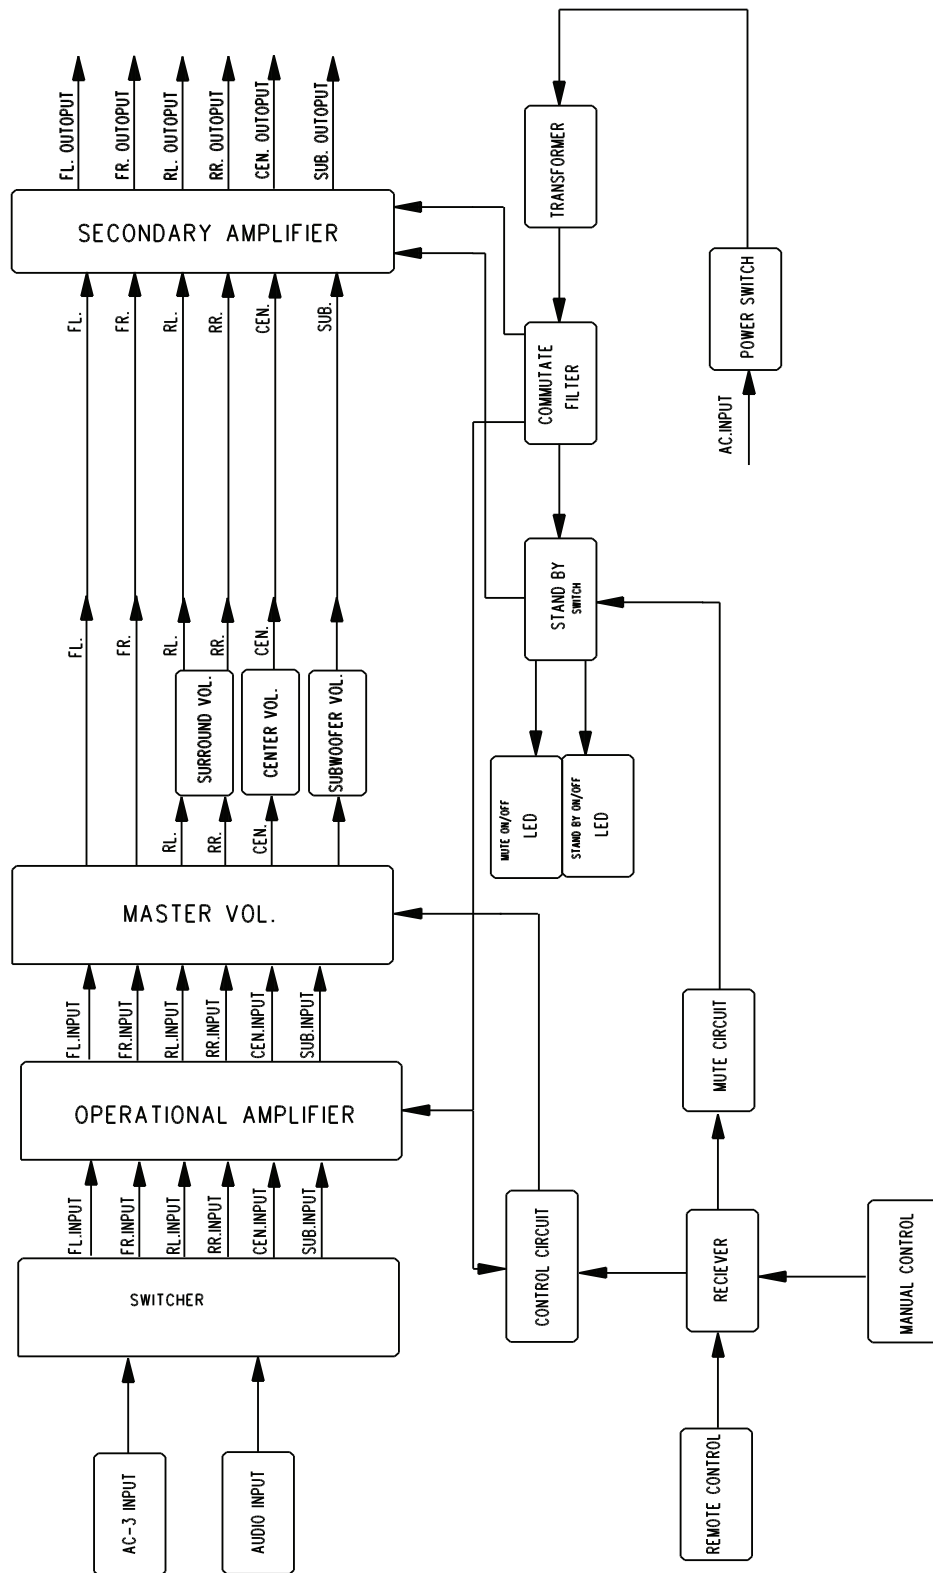 FL. OUTOPUT
FR. OUTOPUT
RL. OUTOPUT
RR. OUTOPUT
CEN. OUTOPUT
SUB. OUTOPUT
SECONDARY AMPLIFIER
FL.
FR.
RL.
RR.
CEN.
SUB.
FL.
FR.
RL.
RR.
CEN.
SURROUND VOL.
CENTER VOL.
SUBWOOFER VOL.
RL.
RR.
CEN.
MASTER VOL.
FL.INPUT
FR.INPUT
RL.INPUT
RR.INPUT
CEN.INPUT
SUB.INPUT
OPERATIONAL AMPLIFIER
FL.INPUT
FR.INPUT
RL.INPUT
RR.INPUT
CEN.INPUT
SUB.INPUT
SWITCHER
AC-3 INPUT
AUDIO INPUT
TRANSFORMER
COMMUTATE
FILTER
STAND BY
SWITCH
MUTE ON/OFF
LED
STAND BY ON/OFF
LED
POWER SWITCH
AC.INPUT
MUTE CIRCUIT
CONTROL CIRCUIT
RECIEVER
MANUAL CONTROL
REMOTE CONTROL